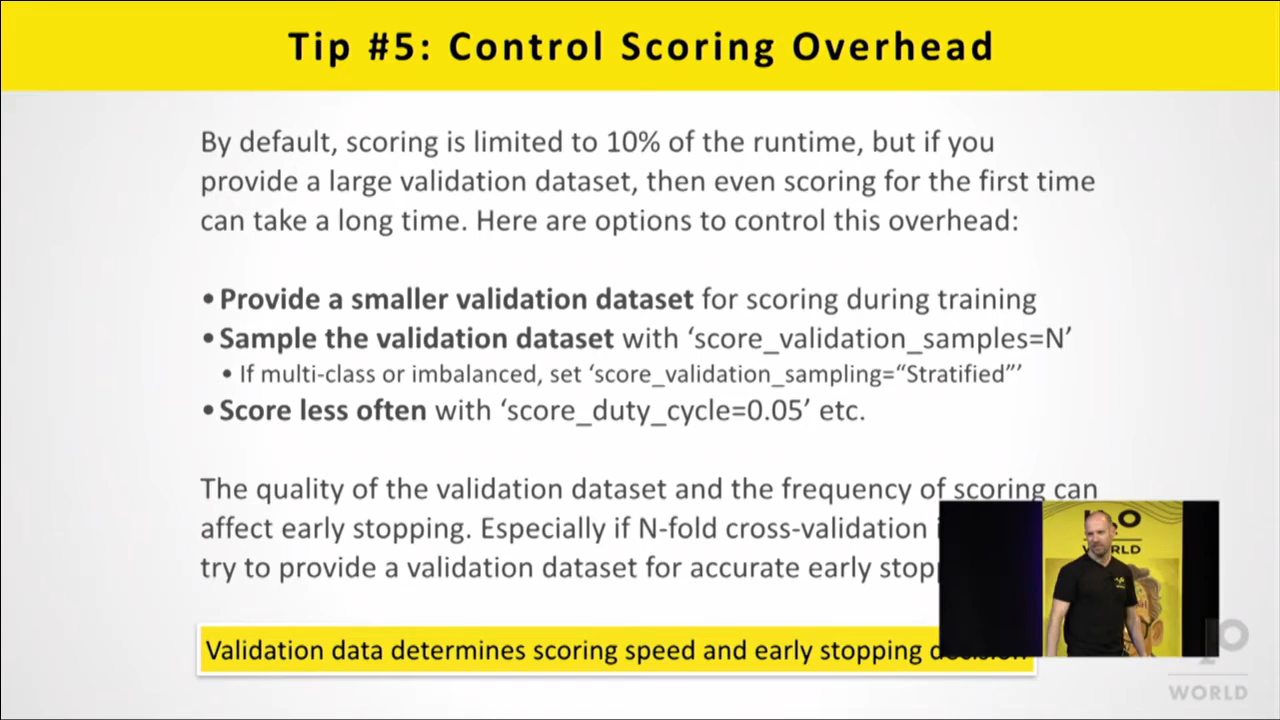 Tip #5: Control Scoring Overhead
By default, scoring is limited to 10% of the runtime, but if you
provide a large validation dataset, then even scoring for the first time
can take a long time. Here are options to control this overhead:
• Provide a smaller validation dataset for scoring during training
• Sample the validation dataset with ‘score_validation_samples=N’
• If multi-class or imbalanced, set ‘score_validation_sampling=“Stratified”’
• Score less often with ‘score_duty_cycle=0.05’ etc.
The quality of the validation dataset and the frequency of scoring can
affect early stopping. Especially if N-fold cross-validation
try to provide a validation dataset for accurate early
Validation data determines scoring speed and early stopping
WORLD